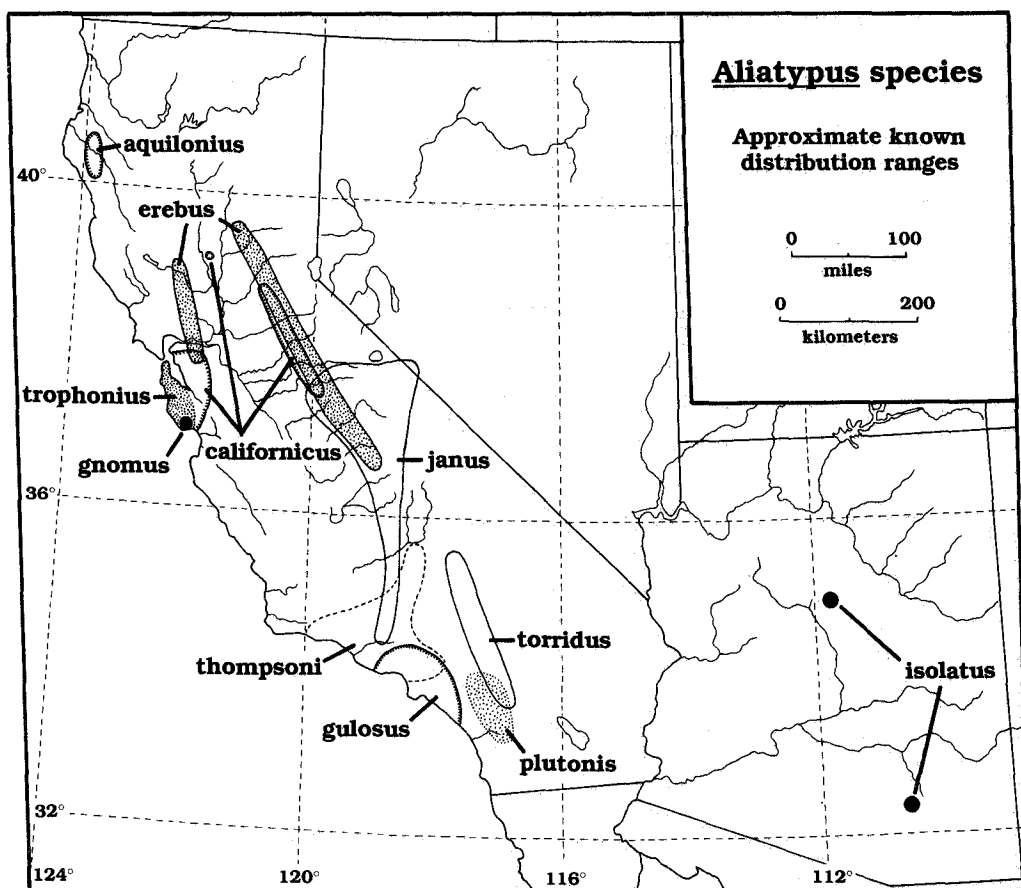 Aliatypus species
Approximate known
distribution ranges
0 100
miles
0 200
kilometers
aquilonius
40°
erebus
trophonius
gnomus
californicus
janus
36°
thompsoni
torridus
isolatus
gulosus
plutonis
32°
124° 120° 116° 112°